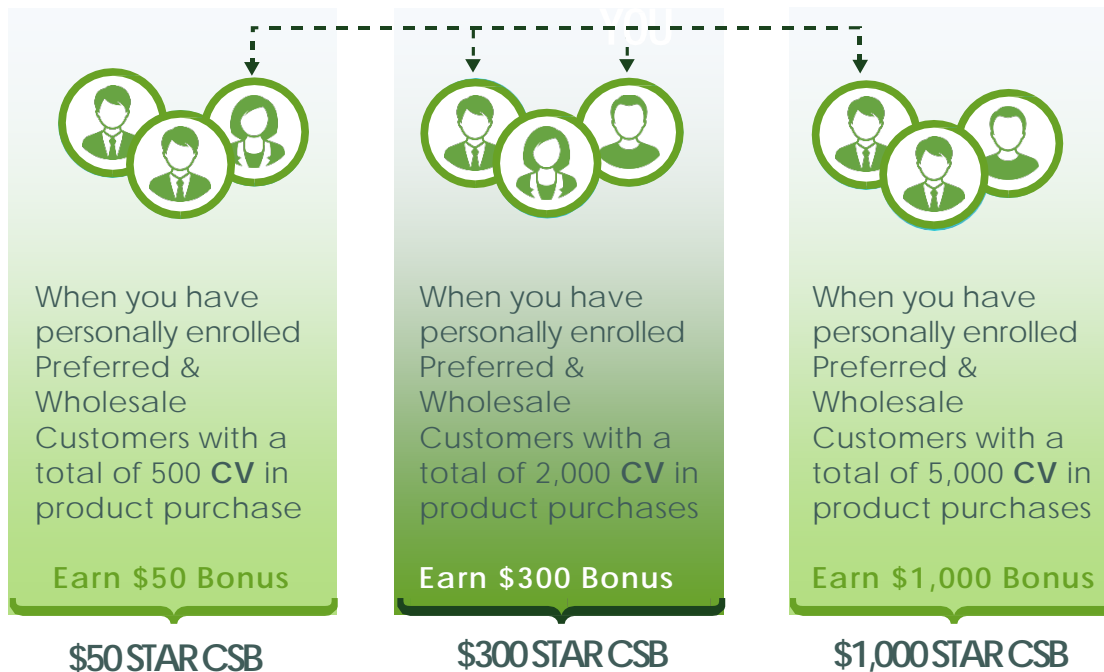 YOU
When you have
personally enrolled
Preferred &
Wholesale
Customers with a
total of 500 CV in
product purchase
Earn $50 Bonus
$50 STAR CSB
When you have
personally enrolled
Preferred &
Wholesale
Customers with a
total of 2,000 CV in
product purchases
Earn $300 Bonus
$300 STAR CSB
When you have
personally enrolled
Preferred &
Wholesale
Customers with a
total of 5,000 CV in
product purchases
Earn $1,000 Bonus
$1,000 STAR CSB